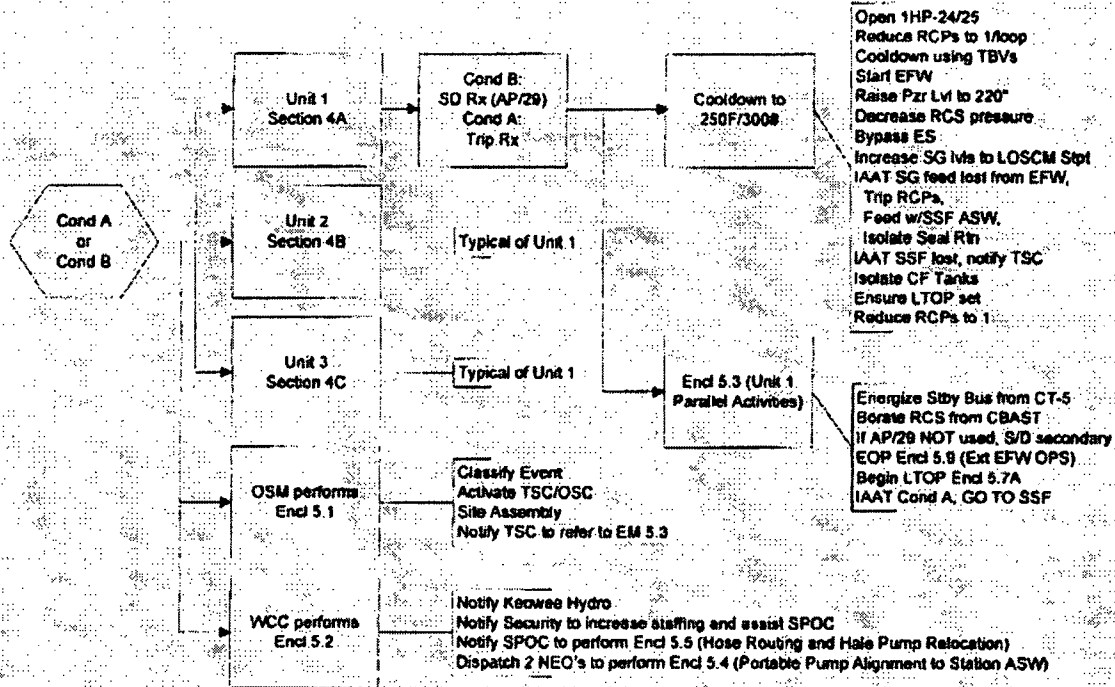 Cond A
or
Cond B
Unit 1
Section 4A
Cond B:
SD Rx (AP/29)
Cond A:
Trip Rx
Cooldown to
250F/300#
Open 1HP-24/25
Reduce RCPs to 1/loop
Cooldown using TBVs
Start EFW
Raise Pzr Lvl to 220"
Decrease RCS pressure
Bypass ES
Increase SG lvls to LOSCM Stpt
IAAT SG feed lost from EFW,
Trip RCPs,
Feed w/SSF ASW,
Isolate Seal Rtn
IAAT SSF lost, notify TSC
Isolate CF Tanks
Ensure LTOP set
Reduce RCPs to 1
Unit 2
Section 4B
Typical of Unit 1
Unit 3
Section 4C
Typical of Unit 1
Encl 5.3 (Unit 1
Parallel Activities)
Energize Stby Bus from CT-5
Borate RCS from CBAST
If AP/29 NOT used, S/D secondary
EOP Encl 5.9 (Ext EFW OPS)
Begin LTOP Encl 5.7A
IAAT Cond A, GO TO SSF
OSM performs
Encl 5.1
Classify Event
Activate TSC/OSC
Site Assembly
Notify TSC to refer to EM 5.3
WCC performs
Encl 5.2
Notify Keowee Hydro
Notify Security to increase staffing and assist SPOC
Notify SPOC to perform Encl 5.5 (Hose Routing and Hale Pump Relocation)
Dispatch 2 NEO's to perform Encl 5.4 (Portable Pump Alignment to Station ASW)